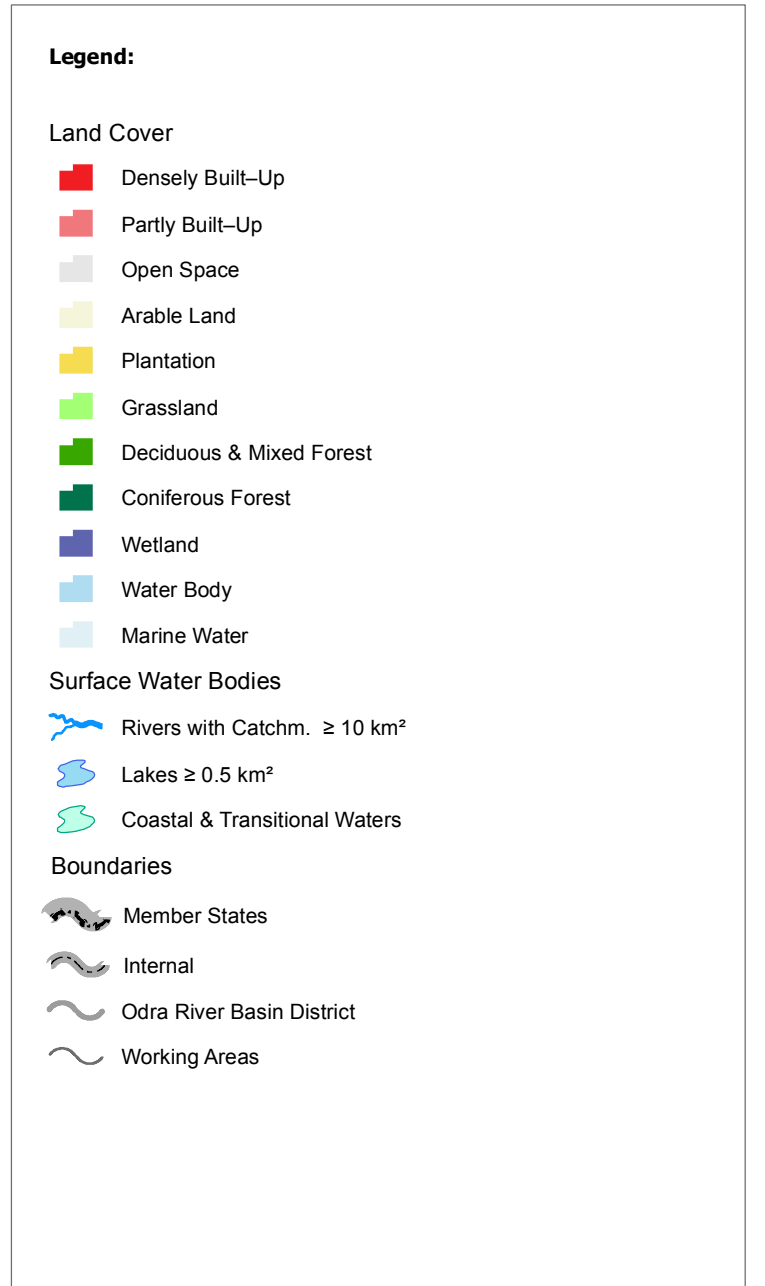 Legend:
Land Cover
Densely Built–Up
Partly Built–Up
Open Space
Arable Land
Plantation
Grassland
Deciduous & Mixed Forest
Coniferous Forest
Wetland
Water Body
Marine Water
Surface Water Bodies
Rivers with Catchm. ≥ 10 km²
Lakes ≥ 0.5 km²
Coastal & Transitional Waters
Boundaries
Member States
Internal
Odra River Basin District
Working Areas